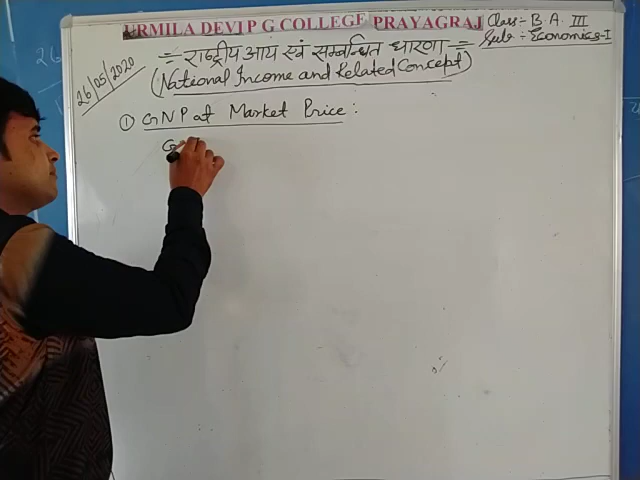 URMILA DEVI P G COLLEGE PRAYAGRAJ
Class:- B.A. III
Sub:- Economics-I
26/05/2020
= राष्ट्रीय आय एवं सम्बन्धित धारणा =
(National Income and Related Concept)
① GNP at Market Price :
G